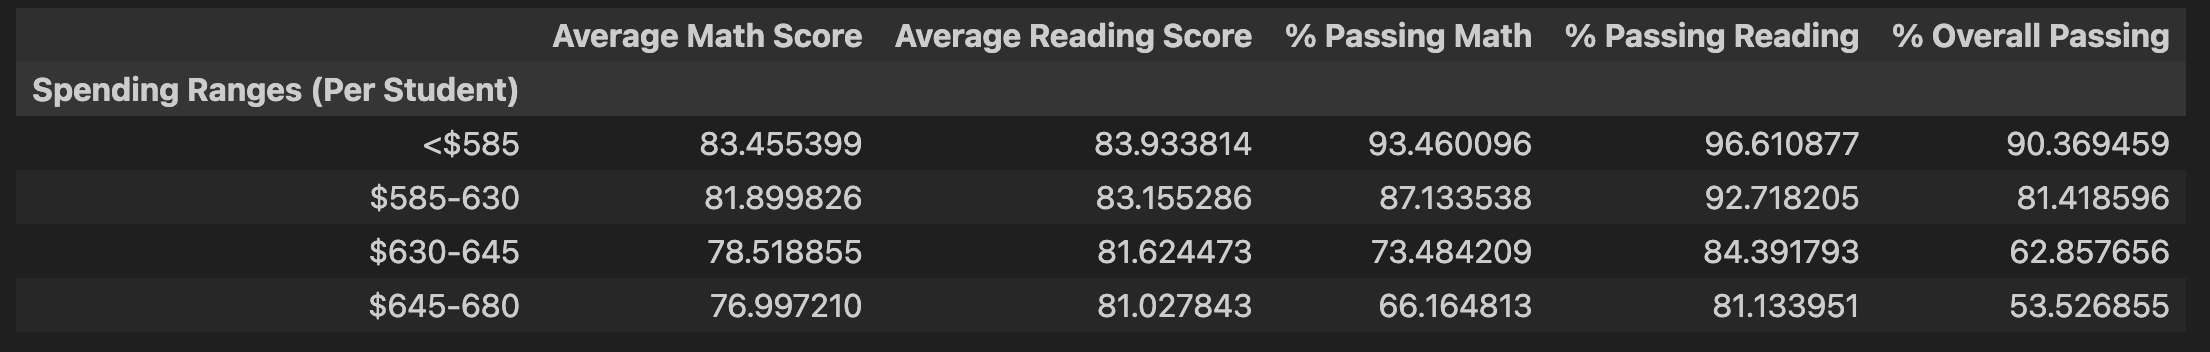 Average Math Score Average Reading Score % Passing Math % Passing Reading % Overall Passing
Spending Ranges (Per Student)
<$585 83.455399 83.933814 93.460096 96.610877 90.369459
$585-630 81.899826 83.155286 87.133538 92.718205 81.418596
$630-645 78.518855 81.624473 73.484209 84.391793 62.857656
$645-680 76.997210 81.027843 66.164813 81.133951 53.526855